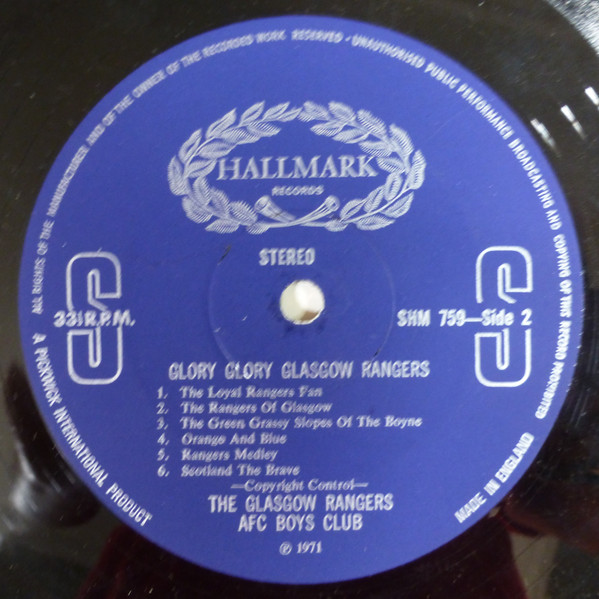 ALL RIGHTS OF THE MANUFACTURER AND OF THE OWNER OF THE RECORDED WORK RESERVED - UNAUTHORISED PUBLIC PERFORMANCE BROADCASTING AND COPYING OF THIS RECORD PROHIBITED
HALLMARK
RECORDS
STEREO
33⅓ R.P.M.
SHM 759—Side 2
GLORY GLORY GLASGOW RANGERS
1. The Loyal Rangers Fan
2. The Rangers Of Glasgow
3. The Green Grassy Slopes Of The Boyne
4. Orange And Blue
5. Rangers Medley
6. Scotland The Brave
—Copyright Control—
THE GLASGOW RANGERS
AFC BOYS CLUB
℗ 1971
A PICKWICK INTERNATIONAL PRODUCT
MADE IN ENGLAND